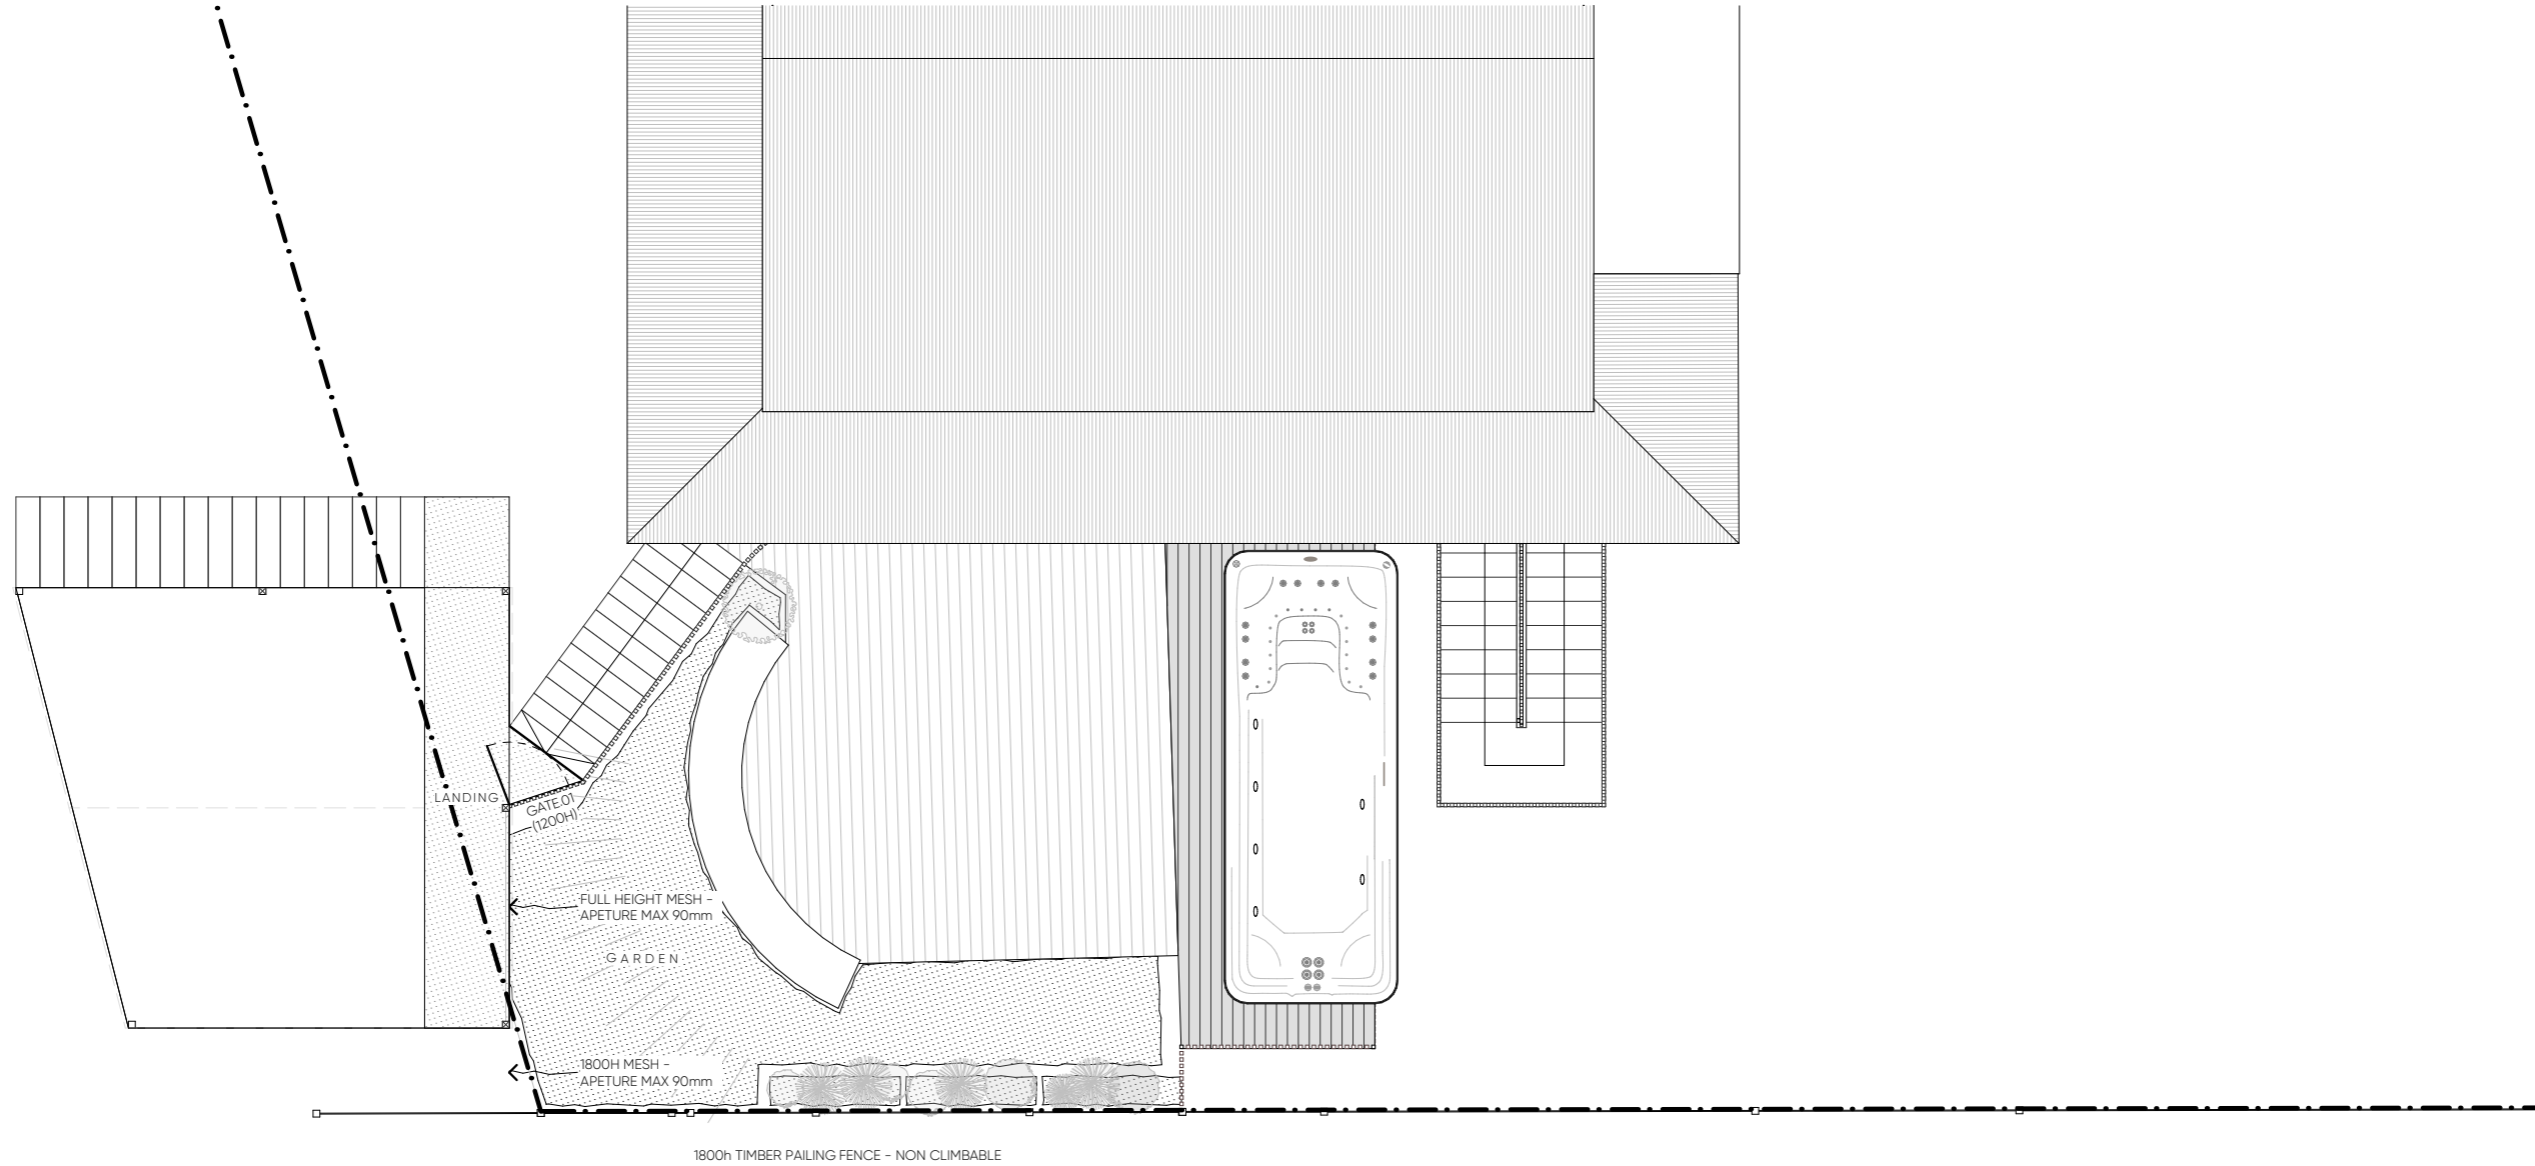 LANDING
GATE.01
(1200H)
FULL HEIGHT MESH -
APETURE MAX 90mm
GARDEN
1800H MESH -
APETURE MAX 90mm
1800h TIMBER PAILING FENCE - NON CLIMBABLE